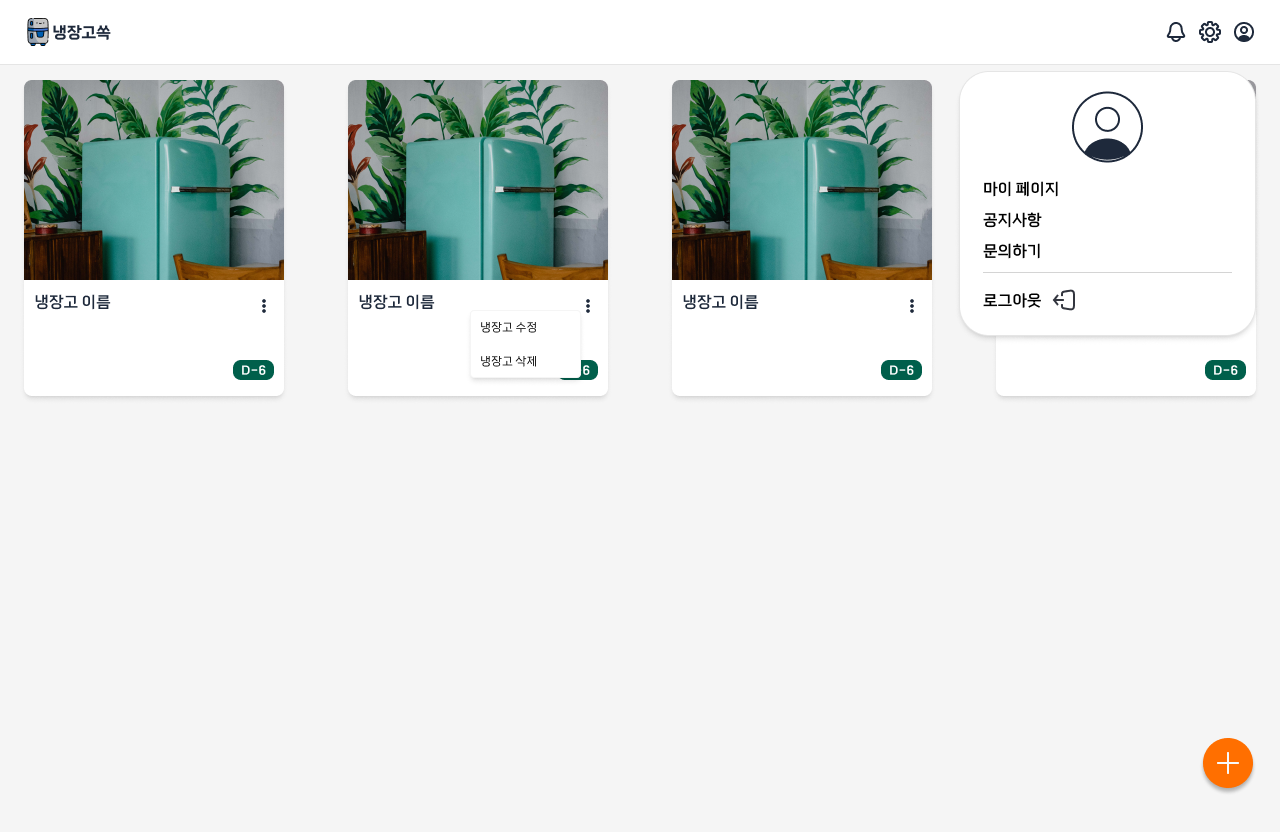 냉장고쏙
냉장고 이름
D-6
냉장고 이름
냉장고 수정
냉장고 삭제
6
냉장고 이름
D-6
마이 페이지
공지사항
문의하기
로그아웃
D-6